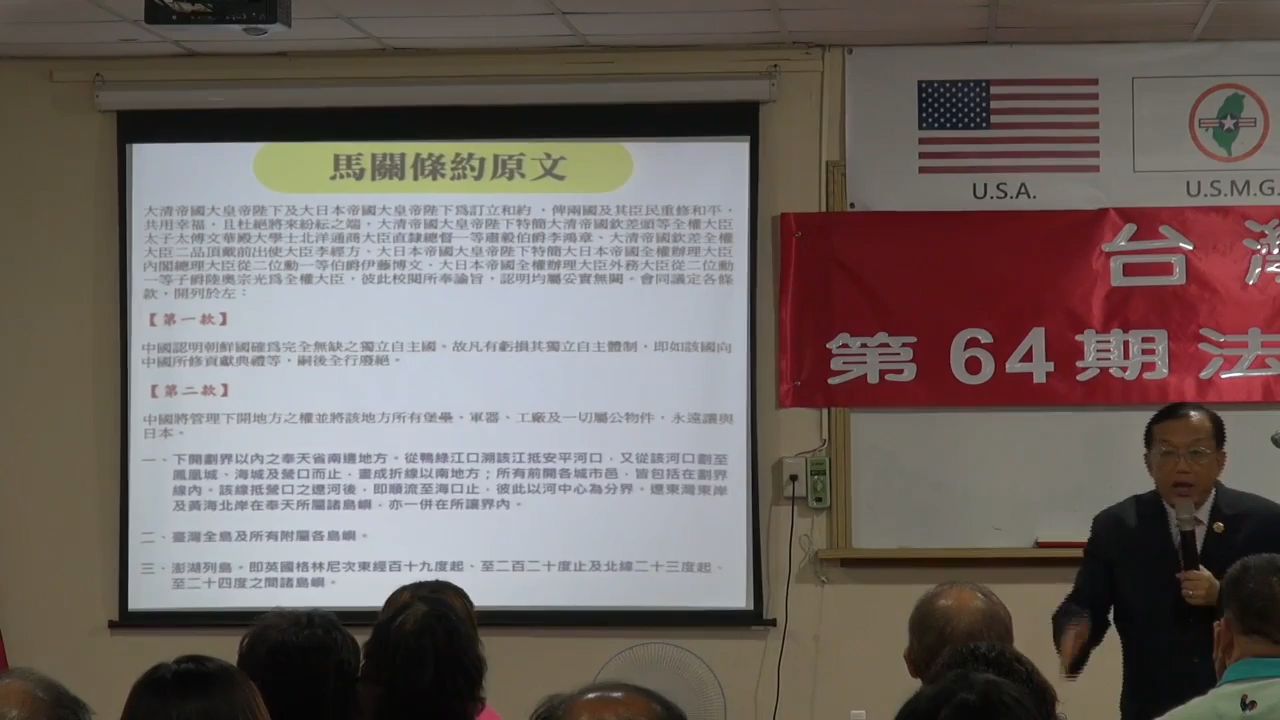 馬關條約原文
大清帝國大皇帝陛下及大日本帝國大皇帝陛下爲訂立和約，俾兩國及其臣民重修和平，
共用幸福，且杜絕將來紛紜之端，大清帝國大皇帝陛下特簡大清帝國欽差頭等全權大臣
太子太傅文華殿大學士北洋通商大臣直隸總督一等肅毅伯爵李鴻章、大清帝國欽差全權
大臣二品頂戴前出使大臣李經方，大日本帝國大皇帝陛下特簡大日本帝國全權辦理大臣
內閣總理大臣從二位勳一等伯爵伊藤博文，大日本帝國全權辦理大臣外務大臣從二位勳
一等子爵陸奧宗光爲全權大臣，彼此校閱所奉諭旨，認明均屬妥實無闕。會同議定各條
款，開列於左：
【第一款】
中國認明朝鮮國確爲完全無缺之獨立自主國。故凡有虧損其獨立自主體制，即如該國向
中國所修貢獻典禮等，嗣後全行廢絕。
【第二款】
中國將管理下開地方之權並將該地方所有堡壘、軍器、工廠及一切屬公物件，永遠讓與
日本。
一、下開劃界以內之奉天省南邊地方。從鴨綠江口溯該江抵安平河口，又從該河口劃至
鳳凰城、海城及營口而止，畫成折線以南地方；所有前開各城市邑，皆包括在劃界
線內。該線抵營口之遼河後，即順流至海口止，彼此以河中心為分界。遼東灣東岸
及黃海北岸在奉天所屬諸島嶼，亦一併在所讓界內。
二、臺灣全島及所有附屬各島嶼。
三、澎湖列島。即英國格林尼次東經百十九度起、至百二十度止及北緯二十三度起、
至二十四度之間諸島嶼。
U.S.A.
U.S.M.G.
台灣
第64期法